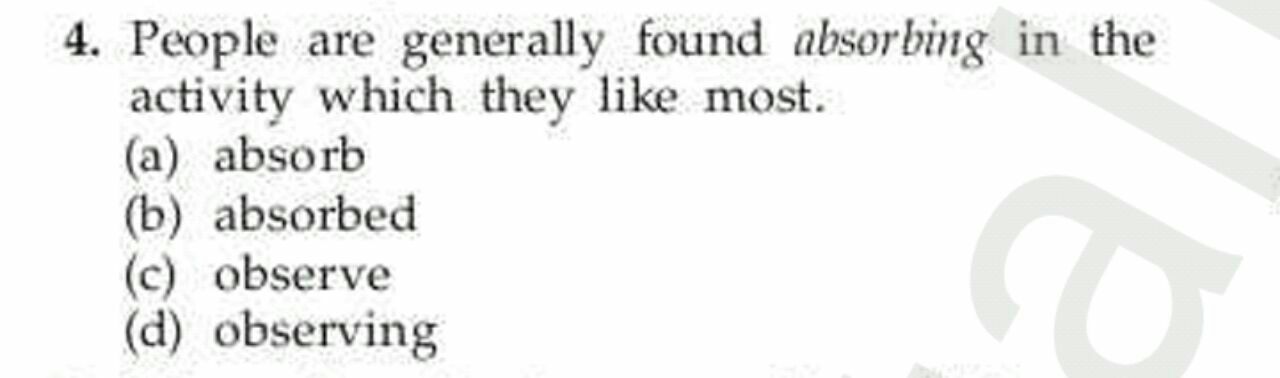 4. People are generally found absorbing in the
activity which they like most.
(a) absorb
(b) absorbed
(c) observe
(d) observing